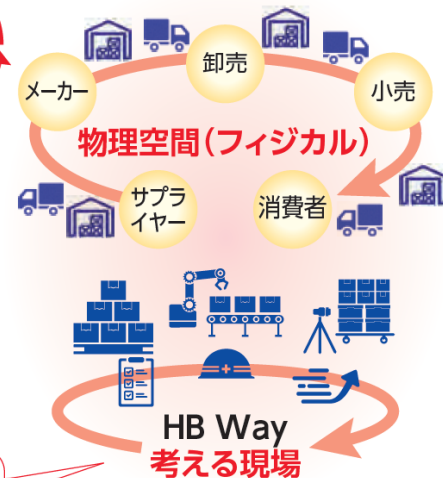 卸売
メーカー
小売
物理空間（フィジカル）
サプラ
イヤー
消費者
HB Way
考える現場